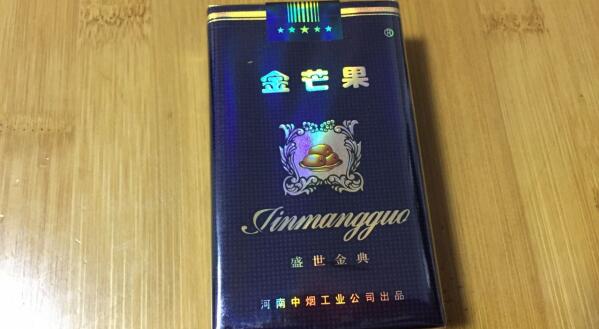 ®
金芒果
Jinmangguo
盛世金典
河南中烟工业公司出品